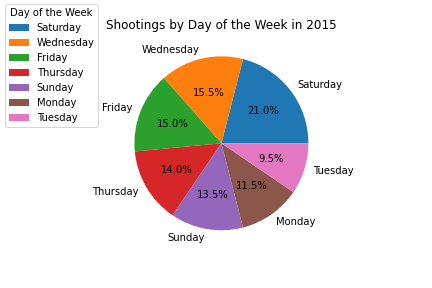 Day of the Week
Saturday
Wednesday
Friday
Thursday
Sunday
Monday
Tuesday
Shootings by Day of the Week in 2015
Wednesday
Saturday
15.5%
21.0%
Friday
15.0%
9.5%
Tuesday
14.0%
Thursday
13.5%
11.5%
Monday
Sunday